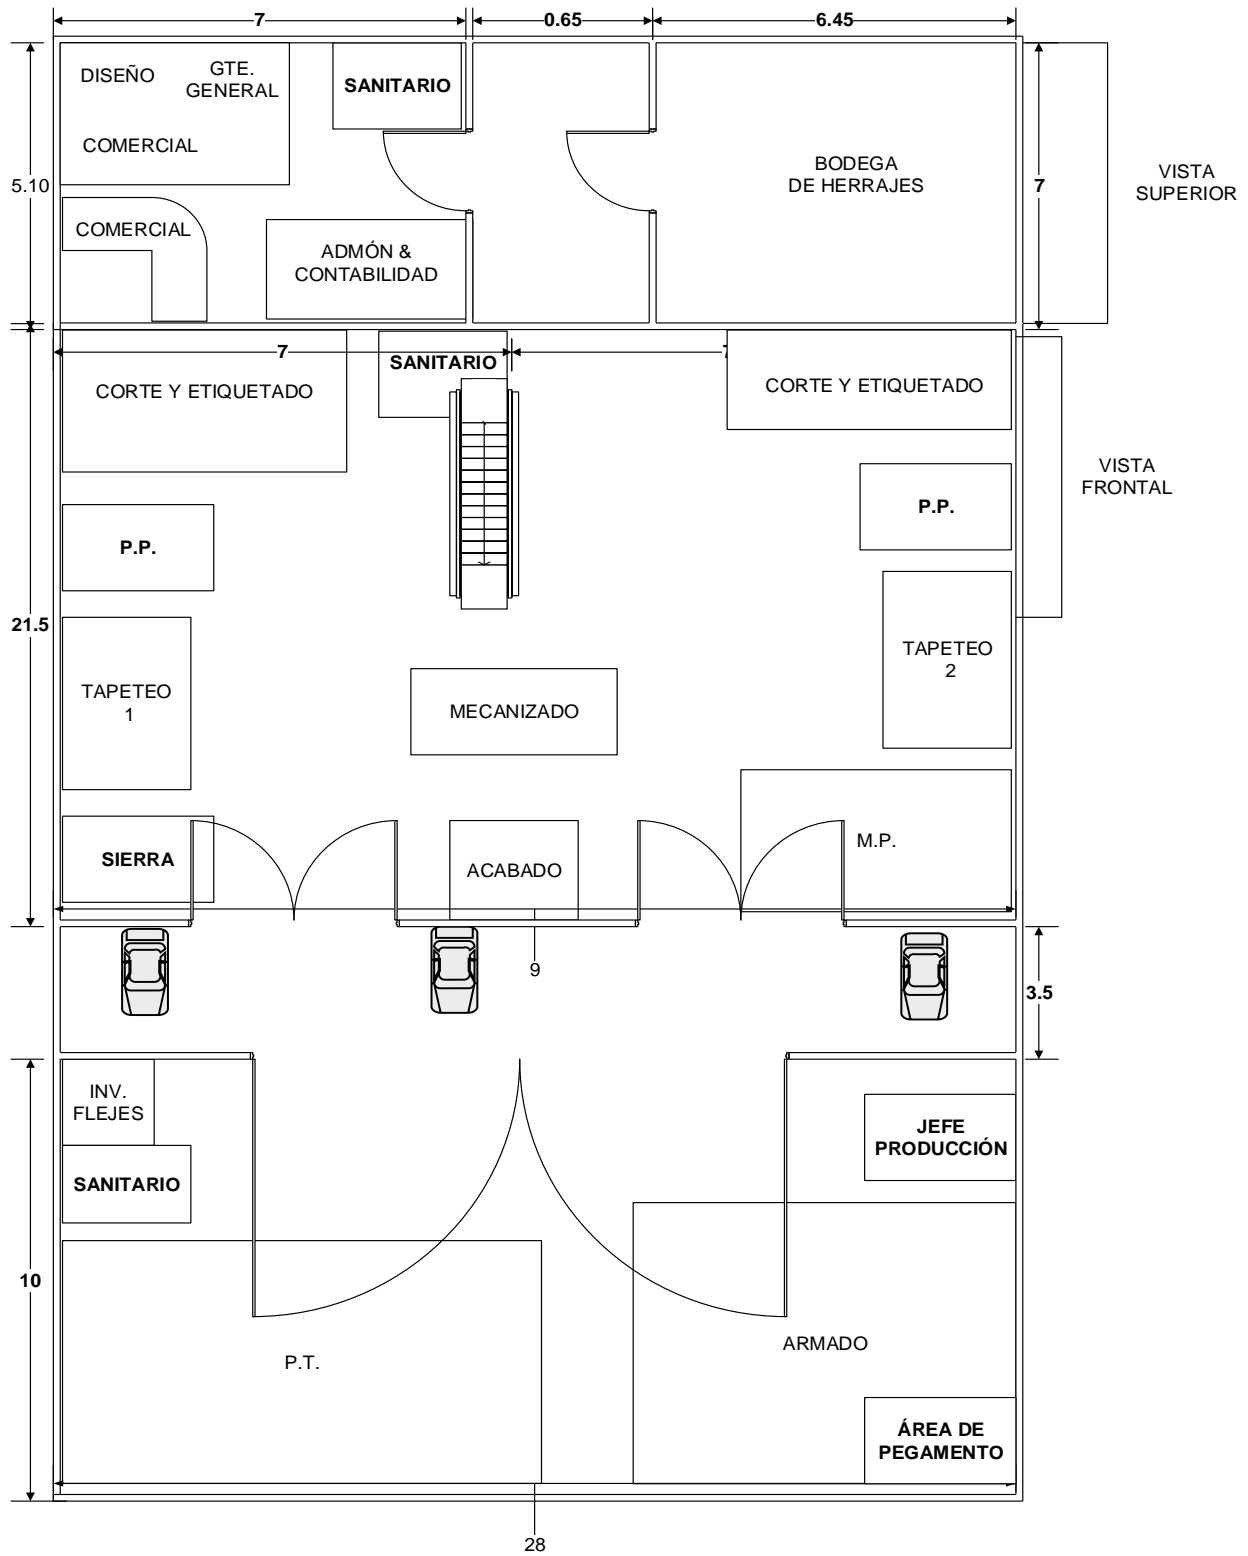 7
0.65
6.45
DISEÑO
GTE.
GENERAL
SANITARIO
COMERCIAL
5.10
BODEGA
DE HERRAJES
7
VISTA
SUPERIOR
COMERCIAL
ADMÓN &
CONTABILIDAD
7
SANITARIO
CORTE Y ETIQUETADO
CORTE Y ETIQUETADO
VISTA
FRONTAL
P.P.
P.P.
21.5
TAPETEO
1
TAPETEO
2
MECANIZADO
M.P.
SIERRA
ACABADO
9
3.5
INV.
FLEJES
JEFE
PRODUCCIÓN
SANITARIO
10
ARMADO
P.T.
ÁREA DE
PEGAMENTO
28